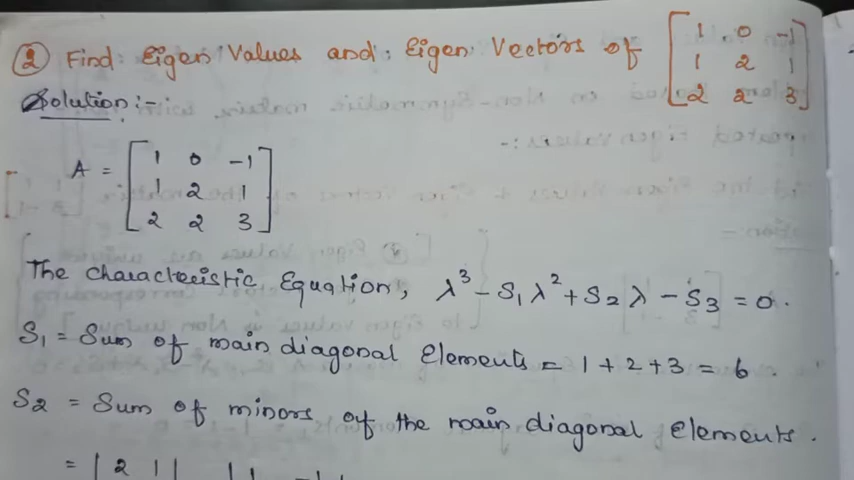 ② Find Eigen Values and Eigen Vectors of [1 0 -1
1 2 1
2 2 3]
Solution:-
A = [1 0 -1
1 2 1
2 2 3]
The characteristic Equation, λ³ - S₁λ² + S₂λ - S₃ = 0.
S₁ = Sum of main diagonal Elements = 1 + 2 + 3 = 6.
S₂ = Sum of minors of the main diagonal elements.
= | 2 1 |